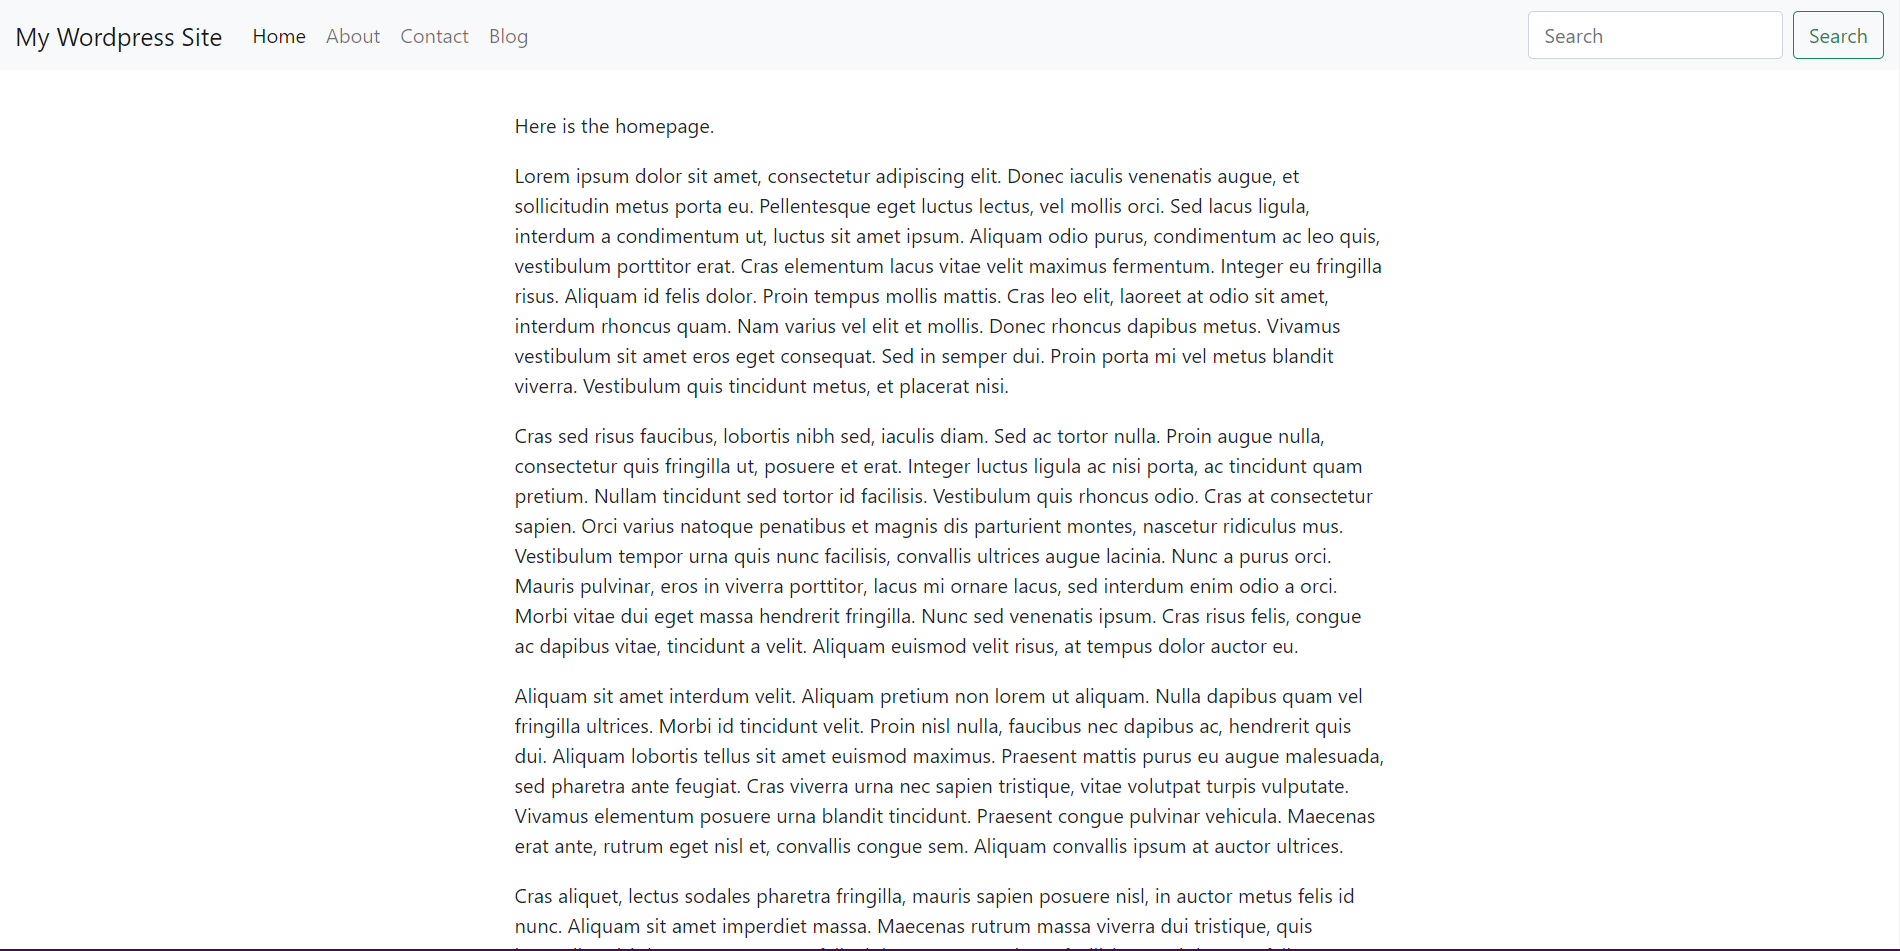 My Wordpress Site Home About Contact Blog Search Search
Here is the homepage.
Lorem ipsum dolor sit amet, consectetur adipiscing elit. Donec iaculis venenatis augue, et
sollicitudin metus porta eu. Pellentesque eget luctus lectus, vel mollis orci. Sed lacus ligula,
interdum a condimentum ut, luctus sit amet ipsum. Aliquam odio purus, condimentum ac leo quis,
vestibulum porttitor erat. Cras elementum lacus vitae velit maximus fermentum. Integer eu fringilla
risus. Aliquam id felis dolor. Proin tempus mollis mattis. Cras leo elit, laoreet at odio sit amet,
interdum rhoncus quam. Nam varius vel elit et mollis. Donec rhoncus dapibus metus. Vivamus
vestibulum sit amet eros eget consequat. Sed in semper dui. Proin porta mi vel metus blandit
viverra. Vestibulum quis tincidunt metus, et placerat nisi.
Cras sed risus faucibus, lobortis nibh sed, iaculis diam. Sed ac tortor nulla. Proin augue nulla,
consectetur quis fringilla ut, posuere et erat. Integer luctus ligula ac nisi porta, ac tincidunt quam
pretium. Nullam tincidunt sed tortor id facilisis. Vestibulum quis rhoncus odio. Cras at consectetur
sapien. Orci varius natoque penatibus et magnis dis parturient montes, nascetur ridiculus mus.
Vestibulum tempor urna quis nunc facilisis, convallis ultrices augue lacinia. Nunc a purus orci.
Mauris pulvinar, eros in viverra porttitor, lacus mi ornare lacus, sed interdum enim odio a orci.
Morbi vitae dui eget massa hendrerit fringilla. Nunc sed venenatis ipsum. Cras risus felis, congue
ac dapibus vitae, tincidunt a velit. Aliquam euismod velit risus, at tempus dolor auctor eu.
Aliquam sit amet interdum velit. Aliquam pretium non lorem ut aliquam. Nulla dapibus quam vel
fringilla ultrices. Morbi id tincidunt velit. Proin nisl nulla, faucibus nec dapibus ac, hendrerit quis
dui. Aliquam lobortis tellus sit amet euismod maximus. Praesent mattis purus eu augue malesuada,
sed pharetra ante feugiat. Cras viverra urna nec sapien tristique, vitae volutpat turpis vulputate.
Vivamus elementum posuere urna blandit tincidunt. Praesent congue pulvinar vehicula. Maecenas
erat ante, rutrum eget nisl et, convallis congue sem. Aliquam convallis ipsum at auctor ultrices.
Cras aliquet, lectus sodales pharetra fringilla, mauris sapien posuere nisl, in auctor metus felis id
nunc. Aliquam sit amet imperdiet massa. Maecenas rutrum massa viverra dui tristique, quis